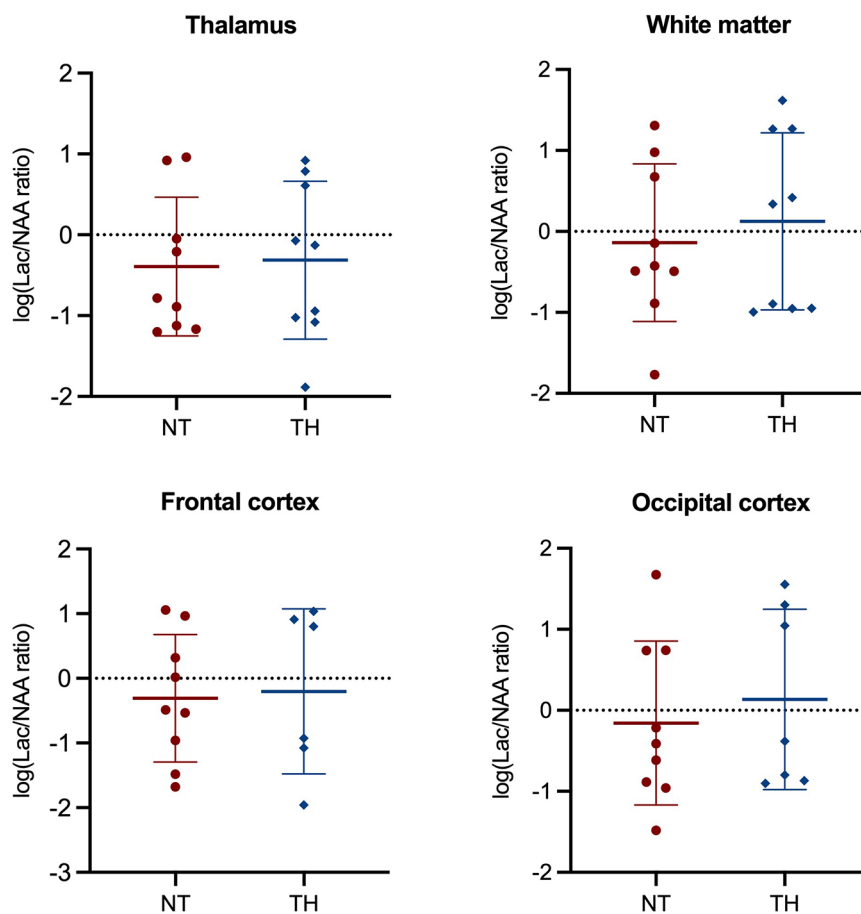 Thalamus
log(Lac/NAA ratio)
2
1
0
-1
-2
NT TH
White matter
log(Lac/NAA ratio)
2
1
0
-1
-2
NT TH
Frontal cortex
log(Lac/NAA ratio)
2
1
0
-1
-2
-3
NT TH
Occipital cortex
log(Lac/NAA ratio)
2
1
0
-1
-2
NT TH